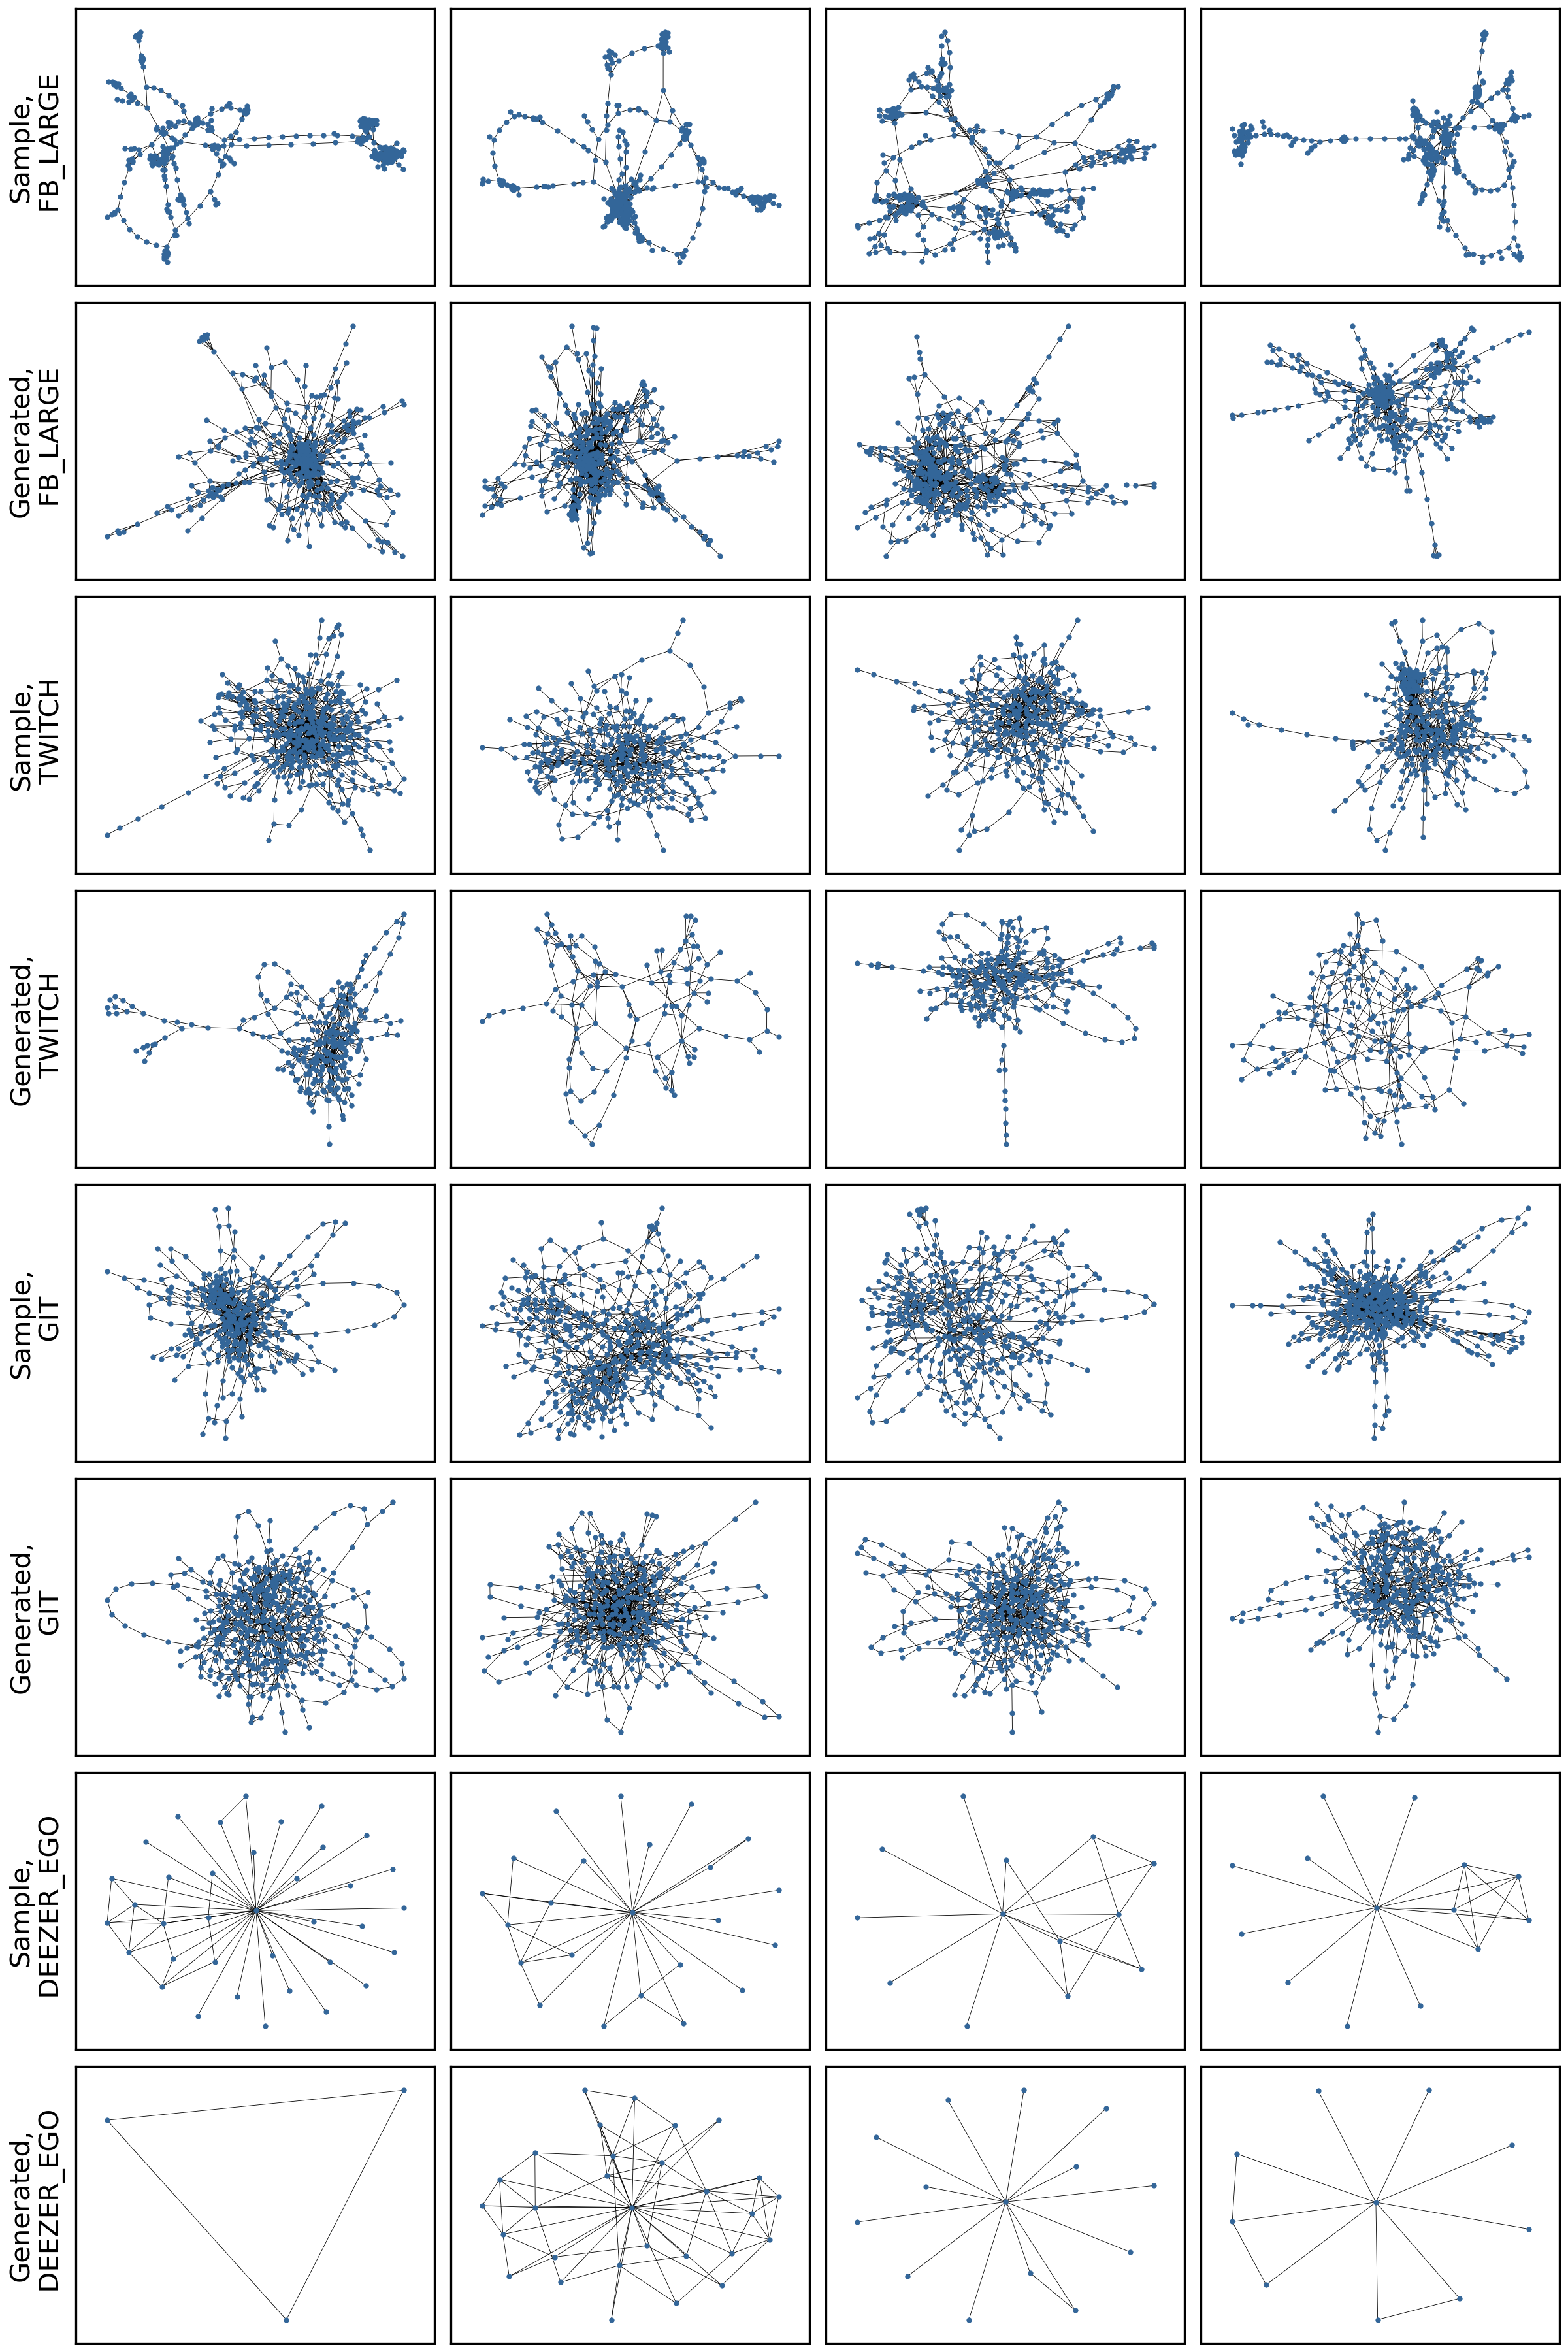 Sample,
FB_LARGE
Generated,
FB_LARGE
Sample,
TWITCH
Generated,
TWITCH
Sample,
GIT
Generated,
GIT
Sample,
DEEZER_EGO
Generated,
DEEZER_EGO